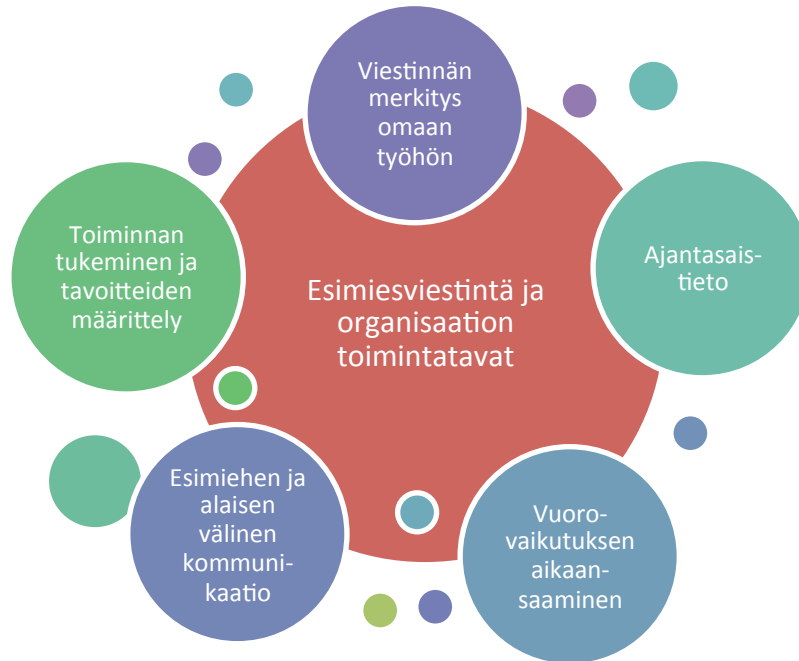 Viestinnän
merkitys
omaan
työhön
Toiminnan
tukeminen ja
tavoitteiden
määrittely
Ajantasais-
tieto
Esimiesviestintä ja
organisaation
toimintatavat
Esimiehen ja
alaisen
välinen
kommuni-
kaatio
Vuoro-
vaikutuksen
aikaan-
saaminen